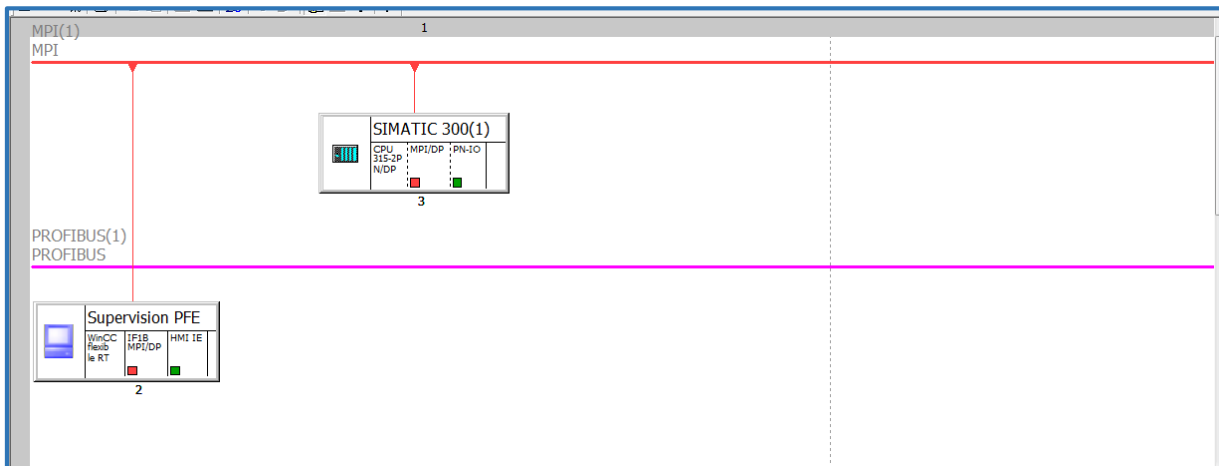 MPI(1)
1
MPI
SIMATIC 300(1)
CPU
315-2P
N/DP
MPI/DP
PN-IO
3
PROFIBUS(1)
PROFIBUS
Supervision PFE
WinCC
flexib
le RT
IF1B
MPI/DP
HMI IE
2